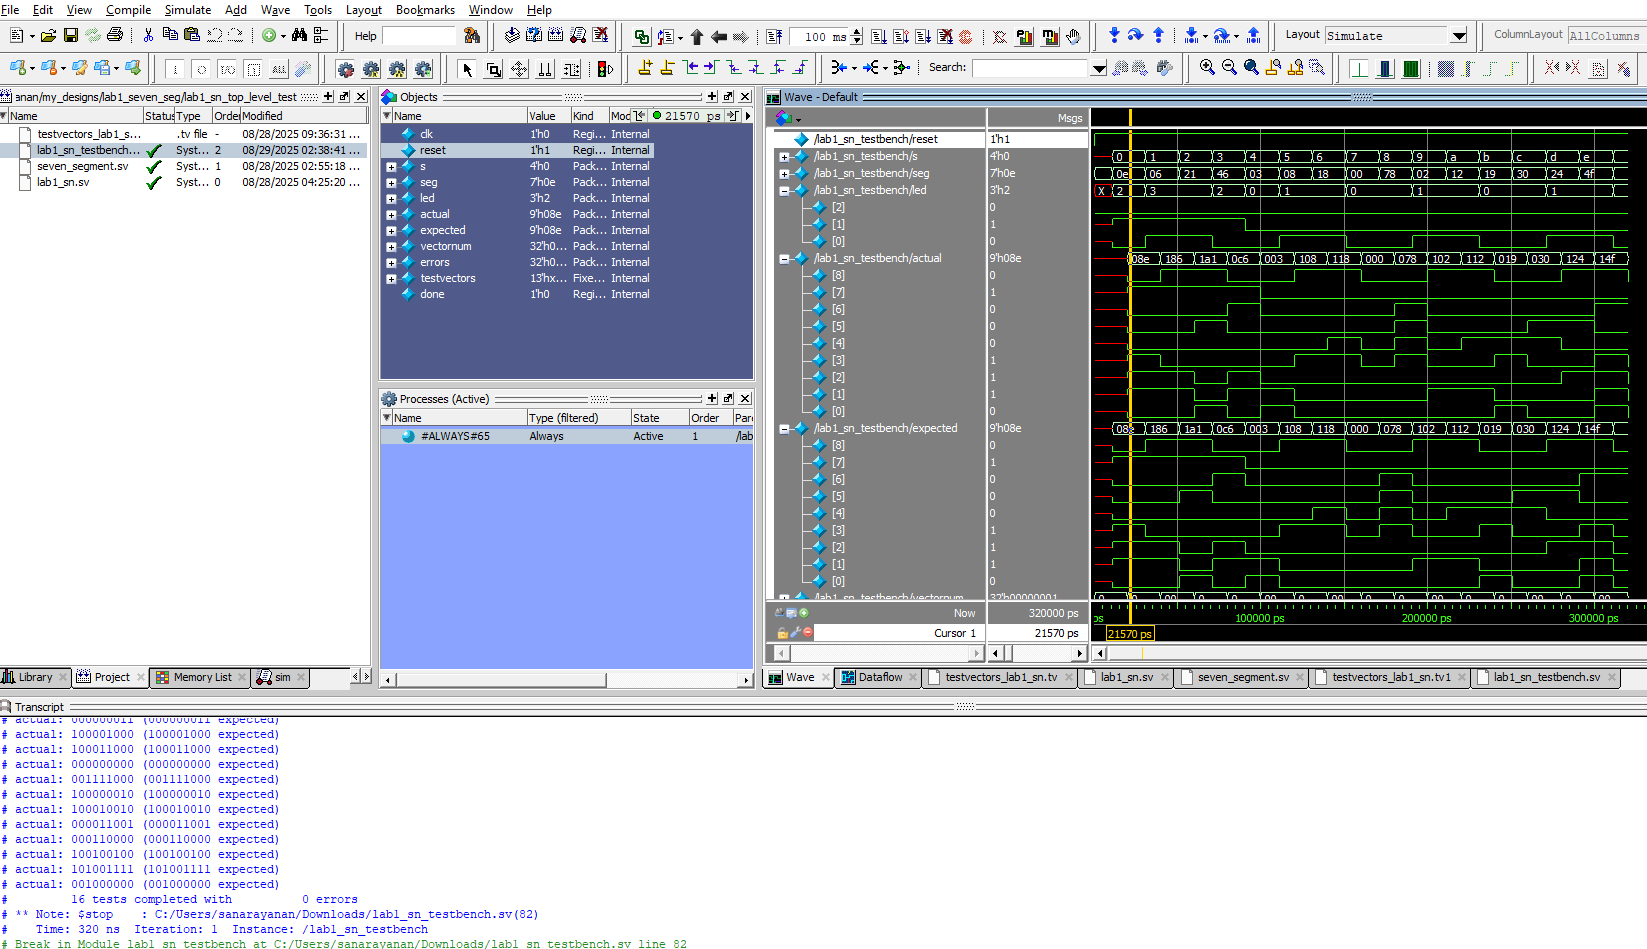 File Edit View Compile Simulate Add Wave Tools Layout Bookmarks Window Help
Help
100 ms
Layout Simulate
ColumnLayout AllColumns
Search:
anan/my_designs/lab1_seven_seg/lab1_sn_top_level_test
Name Status Type Order Modified
testvectors_lab1_s... .tv file - 08/28/2025 09:36:31 ...
lab1_sn_testbench... Syst... 2 08/29/2025 02:38:41 ...
seven_segment.sv Syst... 1 08/28/2025 02:55:18 ...
lab1_sn.sv Syst... 0 08/28/2025 04:25:20 ...
Library Project Memory List sim
Objects
Name Value Kind Mod 21570 ps
clk 1'h0 Regi... Internal
reset 1'h1 Regi... Internal
s 4'h0 Pack... Internal
seg 7'h0e Pack... Internal
led 3'h2 Pack... Internal
actual 9'h08e Pack... Internal
expected 9'h08e Pack... Internal
vectornum 32'h0... Pack... Internal
errors 32'h0... Pack... Internal
testvectors 13'hx... Fixe... Internal
done 1'h0 Regi... Internal
Processes (Active)
Name Type (filtered) State Order Par
#ALWAYS#65 Always Active 1 /lab
Wave - Default
Msgs
/lab1_sn_testbench/reset 1'h1
/lab1_sn_testbench/s 4'h0 0 1 2 3 4 5 6 7 8 9 a b c d e
/lab1_sn_testbench/seg 7'h0e 0e 06 21 46 03 08 18 00 78 02 12 19 30 24 4f
/lab1_sn_testbench/led 3'h2 X 2 3 2 0 1 0 1 0 1
[2] 0
[1] 1
[0] 0
/lab1_sn_testbench/actual 9'h08e 08e 186 1a1 0c6 003 108 118 000 078 102 112 019 030 124 14f
[8] 0
[7] 1
[6] 0
[5] 0
[4] 0
[3] 1
[2] 1
[1] 1
[0] 0
/lab1_sn_testbench/expected 9'h08e 08e 186 1a1 0c6 003 108 118 000 078 102 112 019 030 124 14f
[8] 0
[7] 1
[6] 0
[5] 0
[4] 0
[3] 1
[2] 1
[1] 1
[0] 0
/lab1_sn_testbench/vectornum 32'h00000001
Now 320000 ps ps 100000 ps 200000 ps 300000 ps
Cursor 1 21570 ps 21570 ps
Wave Dataflow testvectors_lab1_sn.tv lab1_sn.sv seven_segment.sv testvectors_lab1_sn.tv1 lab1_sn_testbench.sv
Transcript
# actual: 000000011 (000000011 expected)
# actual: 100001000 (100001000 expected)
# actual: 100011000 (100011000 expected)
# actual: 000000000 (000000000 expected)
# actual: 001111000 (001111000 expected)
# actual: 100000010 (100000010 expected)
# actual: 100010010 (100010010 expected)
# actual: 000011001 (000011001 expected)
# actual: 000110000 (000110000 expected)
# actual: 100100100 (100100100 expected)
# actual: 101001111 (101001111 expected)
# actual: 001000000 (001000000 expected)
# 16 tests completed with 0 errors
# ** Note: $stop : C:/Users/sanarayanan/Downloads/lab1_sn_testbench.sv(82)
# Time: 320 ns Iteration: 1 Instance: /lab1_sn_testbench
# Break in Module lab1_sn_testbench at C:/Users/sanarayanan/Downloads/lab1_sn_testbench.sv line 82